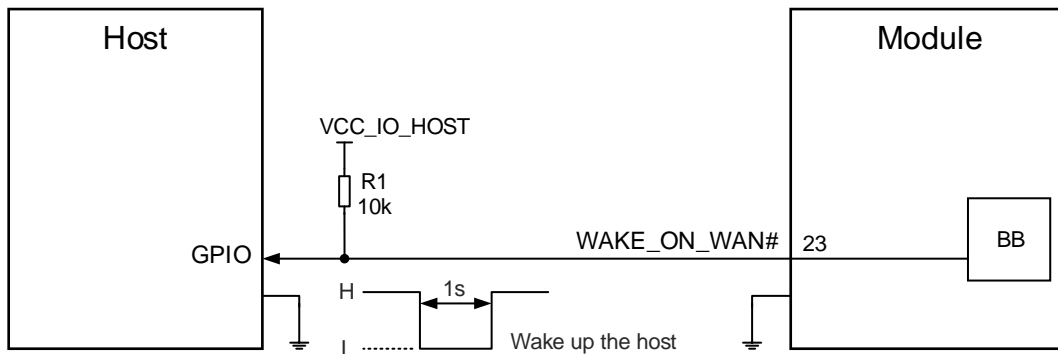 Host
Module
VCC_IO_HOST
R1
10k
WAKE_ON_WAN#
23
BB
GPIO
H
1s
L
Wake up the host